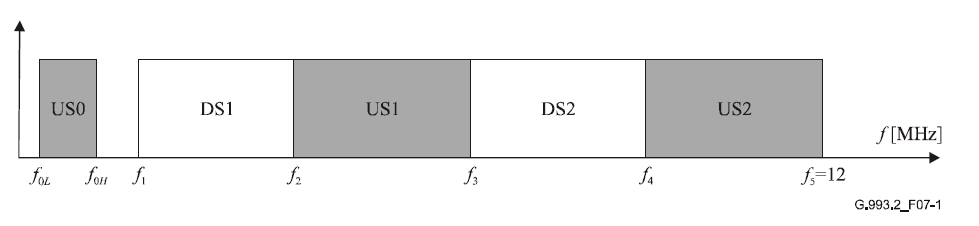 US0 DS1 US1 DS2 US2
f [MHz]
f0L f0H f1 f2 f3 f4 f5=12
G.993.2_F07-1